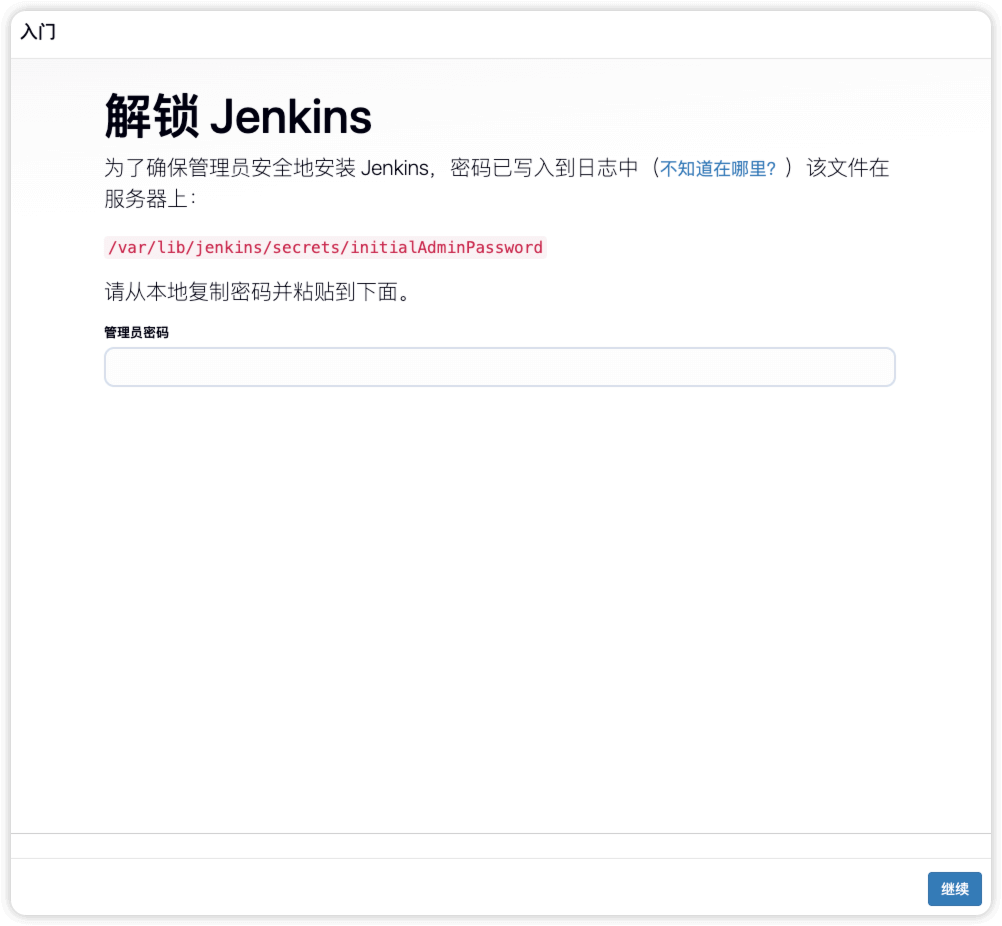 入门
解锁 Jenkins
为了确保管理员安全地安装 Jenkins，密码已写入到日志中（不知道在哪里？）该文件在
服务器上：
/var/lib/jenkins/secrets/initialAdminPassword
请从本地复制密码并粘贴到下面。
管理员密码
继续